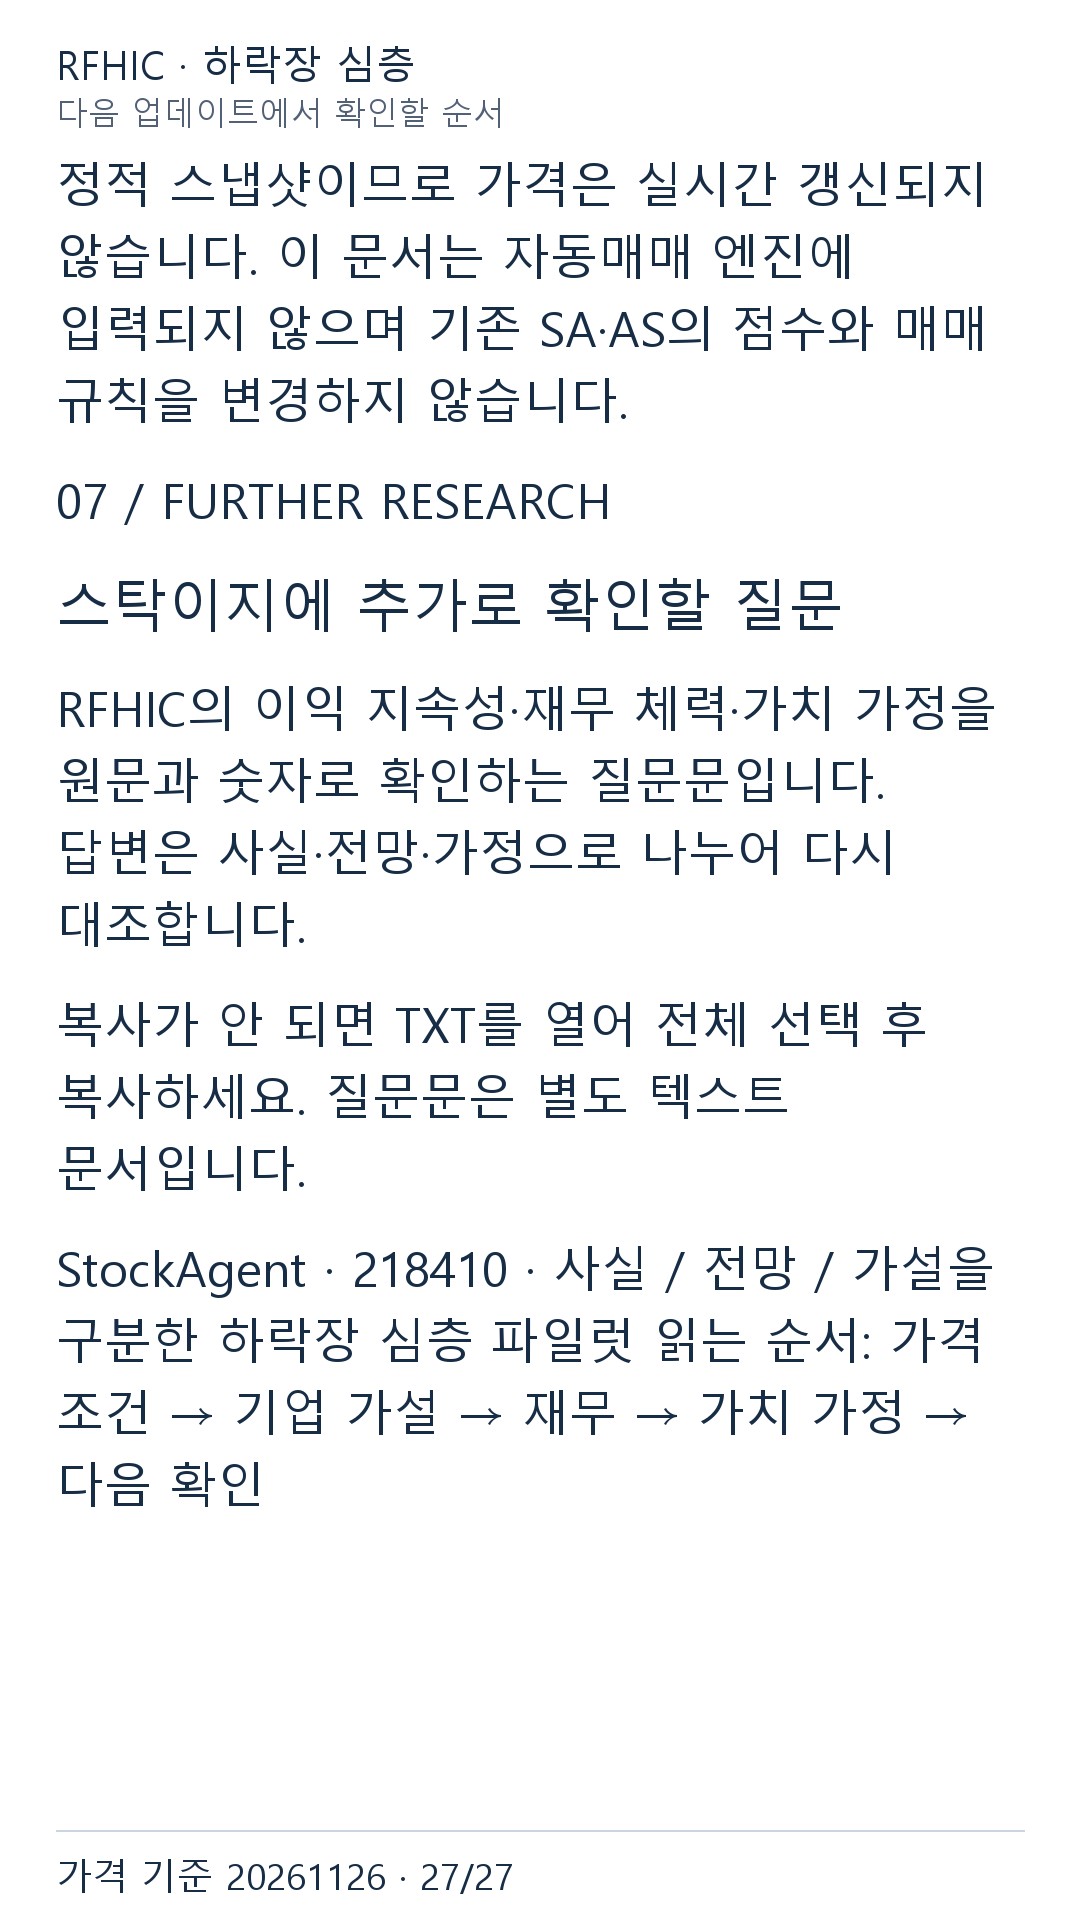 RFHIC · 하락장 심층
다음 업데이트에서 확인할 순서
정적 스냅샷이므로 가격은 실시간 갱신되지
않습니다. 이 문서는 자동매매 엔진에
입력되지 않으며 기존 SA·AS의 점수와 매매
규칙을 변경하지 않습니다.
07 / FURTHER RESEARCH
스탁이지에 추가로 확인할 질문
RFHIC의 이익 지속성·재무 체력·가치 가정을
원문과 숫자로 확인하는 질문문입니다.
답변은 사실·전망·가정으로 나누어 다시
대조합니다.
복사가 안 되면 TXT를 열어 전체 선택 후
복사하세요. 질문문은 별도 텍스트
문서입니다.
StockAgent · 218410 · 사실 / 전망 / 가설을
구분한 하락장 심층 파일럿 읽는 순서: 가격
조건 → 기업 가설 → 재무 → 가치 가정 →
다음 확인
가격 기준 20261126 · 27/27